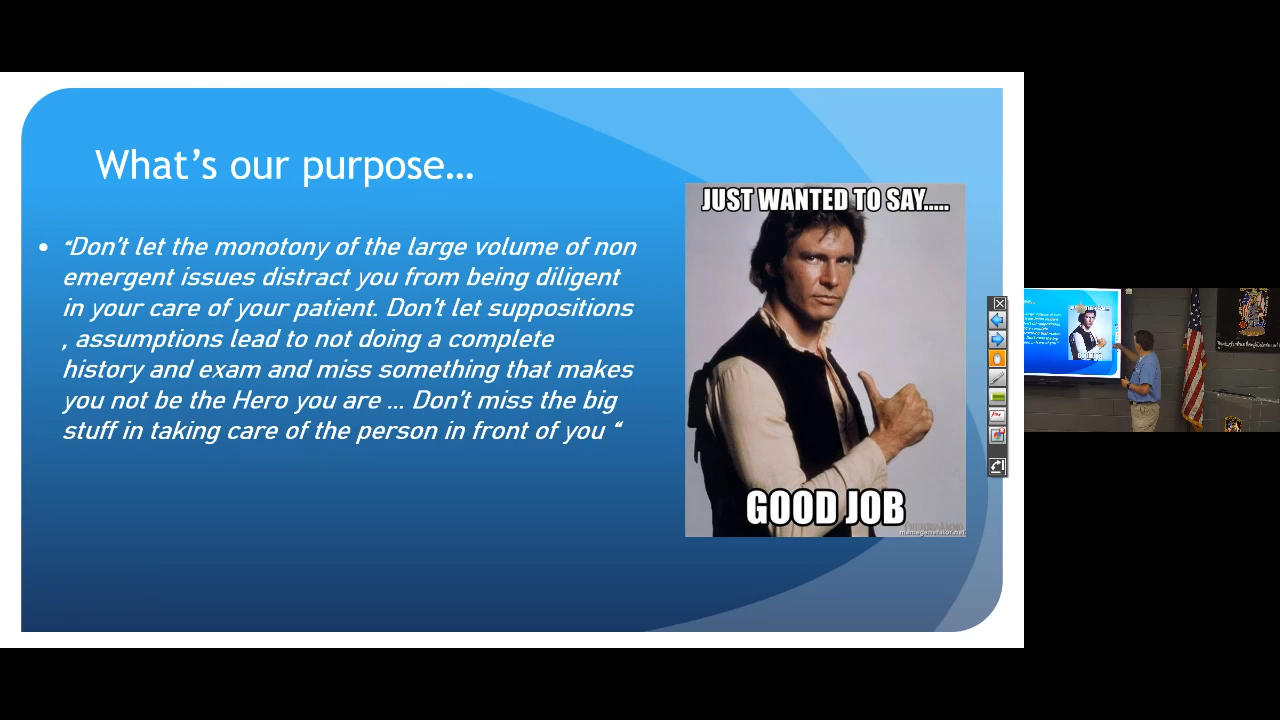 What's our purpose…
• “Don't let the monotony of the large volume of non
emergent issues distract you from being diligent
in your care of your patient. Don't let suppositions
, assumptions lead to not doing a complete
history and exam and miss something that makes
you not be the Hero you are … Don't miss the big
stuff in taking care of the person in front of you “
JUST WANTED TO SAY.....
GOOD JOB
memegenerator.net
GOOD JOB